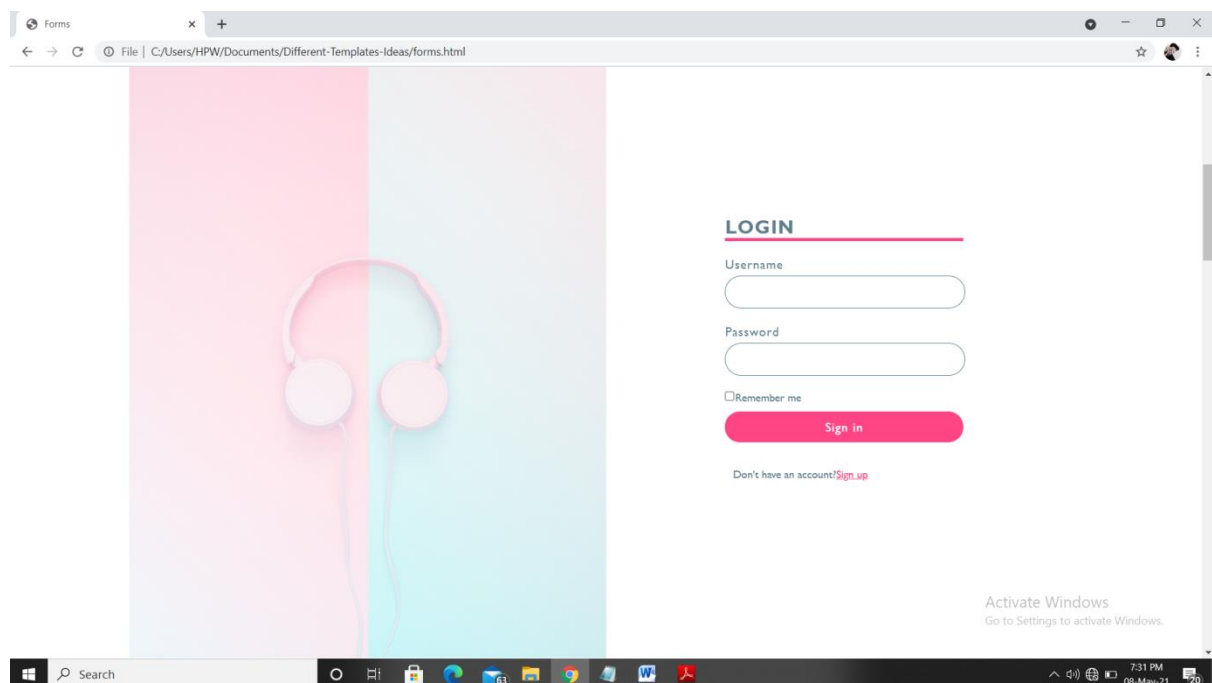 Forms
File | C:/Users/HPW/Documents/Different-Templates-Ideas/forms.html
LOGIN
Username
Password
Remember me
Sign in
Don't have an account?Sign up
Activate Windows
Go to Settings to activate Windows.
Search
63
7:31 PM
08-May-21
20